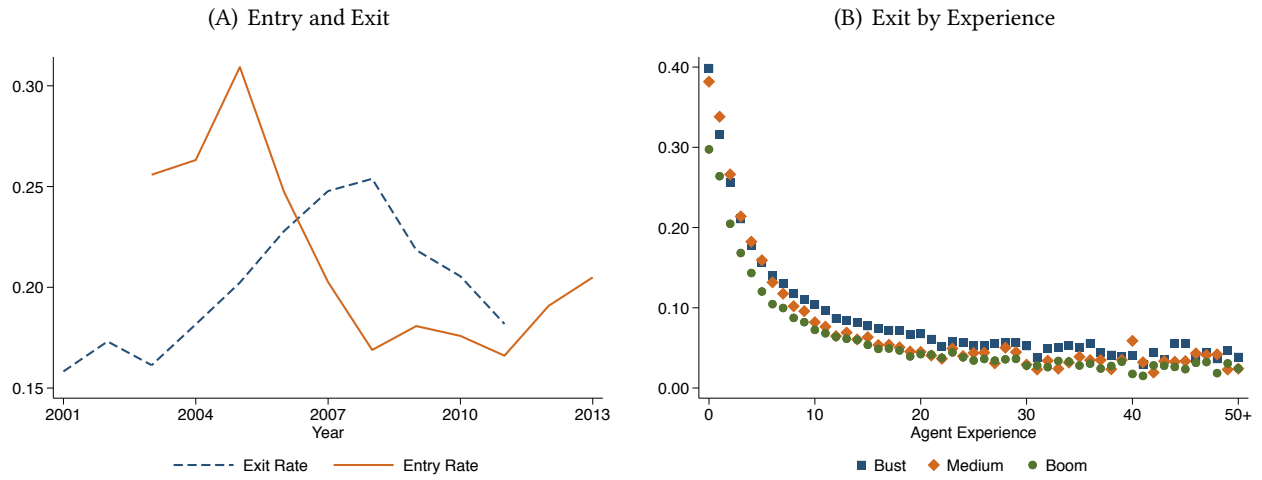 (A) Entry and Exit
0.30
0.25
0.20
0.15
2001 2004 2007 2010 2013
Year
Exit Rate Entry Rate
(B) Exit by Experience
0.40
0.30
0.20
0.10
0.00
0 10 20 30 40 50+
Agent Experience
Bust Medium Boom